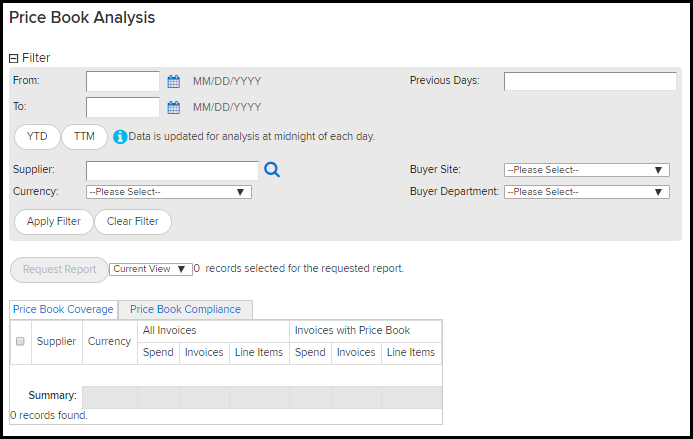 Price Book Analysis
Filter
From: MM/DD/YYYY Previous Days:
To: MM/DD/YYYY
YTD TTM Data is updated for analysis at midnight of each day.
Supplier: Buyer Site: --Please Select--
Currency: --Please Select-- Buyer Department: --Please Select--
Apply Filter Clear Filter
Request Report Current View 0 records selected for the requested report.
Price Book Coverage Price Book Compliance
Supplier Currency All Invoices Invoices with Price Book
Spend Invoices Line Items Spend Invoices Line Items
Summary:
0 records found.